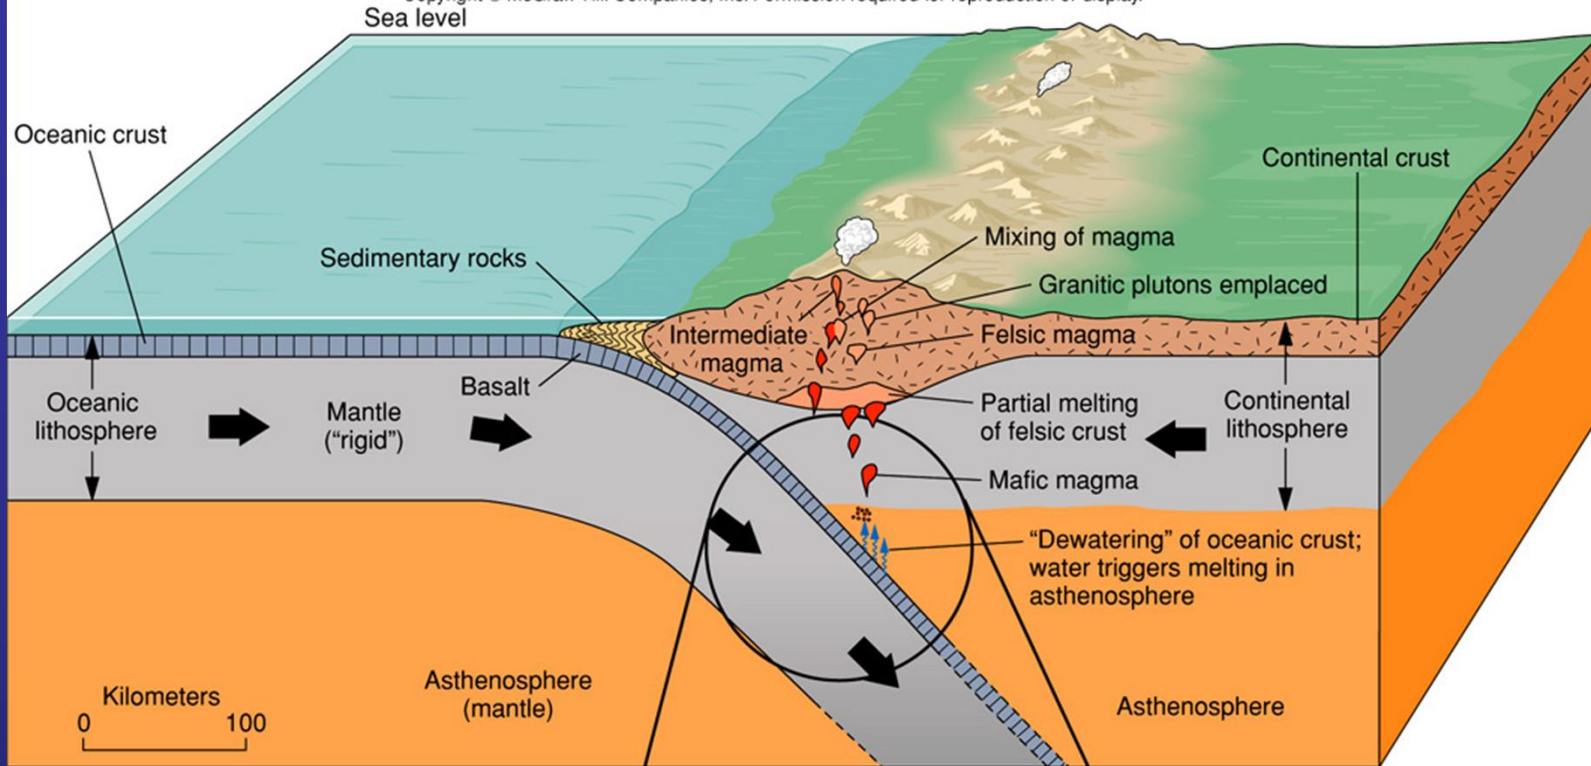 Sea level
Oceanic crust
Continental crust
Mixing of magma
Sedimentary rocks
Granitic plutons emplaced
Intermediate
magma
Felsic magma
Basalt
Oceanic
lithosphere
Mantle
(“rigid”)
Partial melting
of felsic crust
Continental
lithosphere
Mafic magma
“Dewatering” of oceanic crust;
water triggers melting in
asthenosphere
Kilometers
0 100
Asthenosphere
(mantle)
Asthenosphere